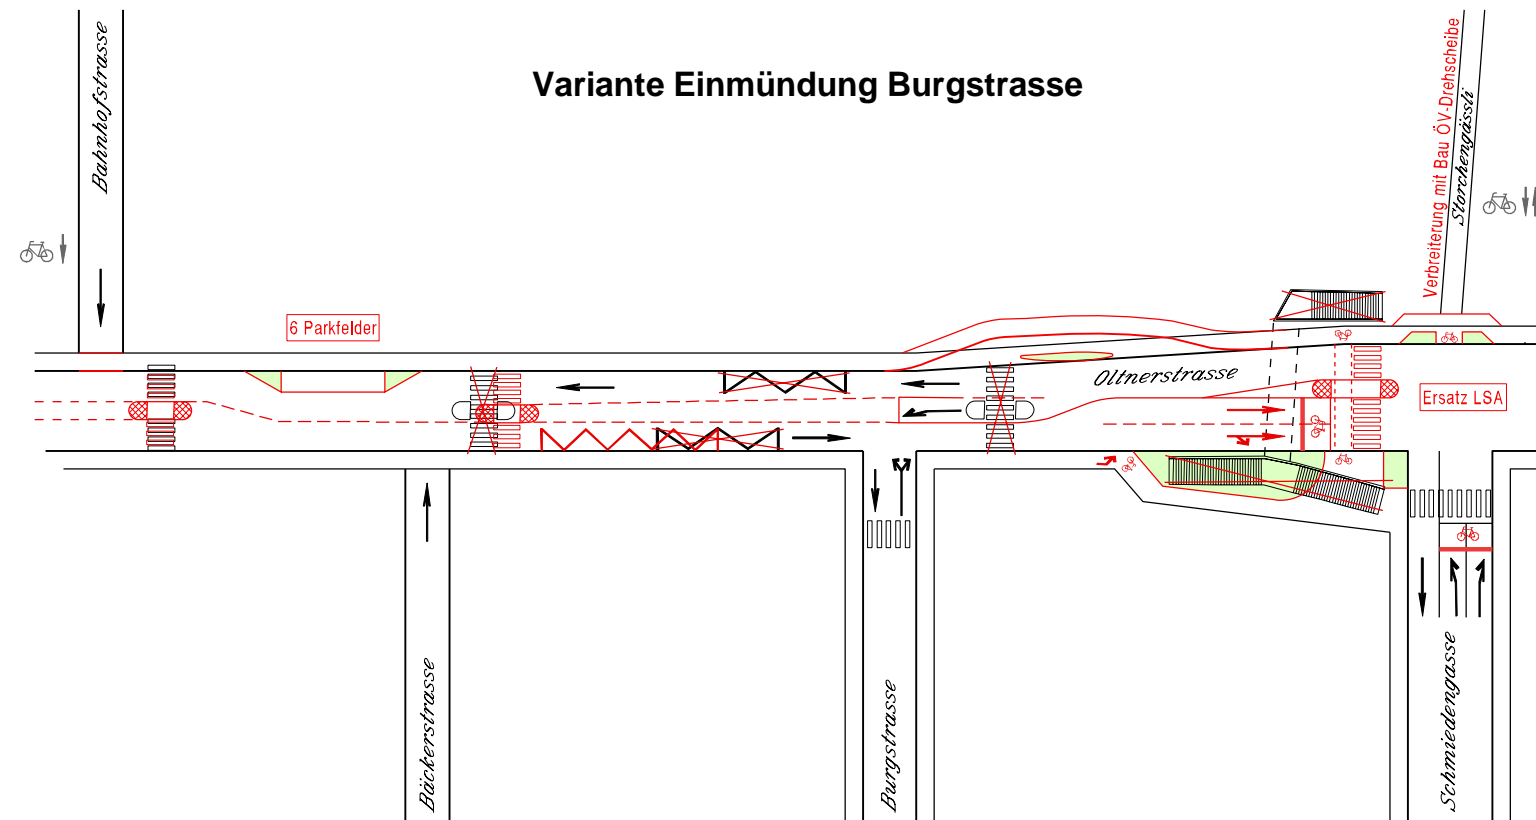 Variante Einmündung Burgstrasse
Bahnhofstrasse
Verbreiterung mit Bau ÖV-Drehscheibe
Storchengässli
6 Parkfelder
Oltnerstrasse
Ersatz LSA
Bäckerstrasse
Burgstrasse
Schmiedengasse